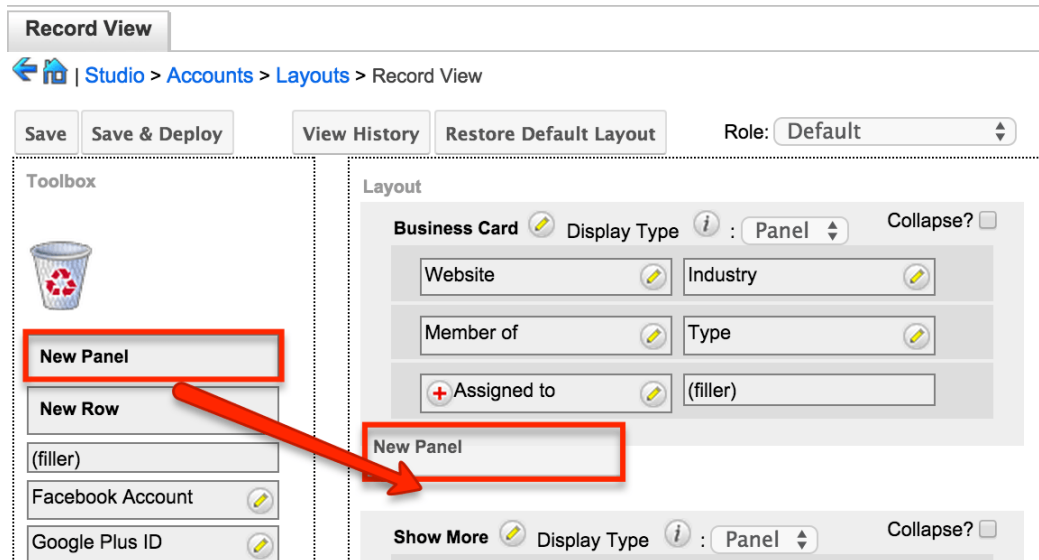 Record View
| Studio > Accounts > Layouts > Record View
Save Save & Deploy View History Restore Default Layout Role: Default
Toolbox
Layout
Business Card Display Type i : Panel Collapse?
Website Industry
Member of Type
Assigned to (filler)
New Panel
New Row
(filler)
Facebook Account
Google Plus ID
New Panel
Show More Display Type i : Panel Collapse?